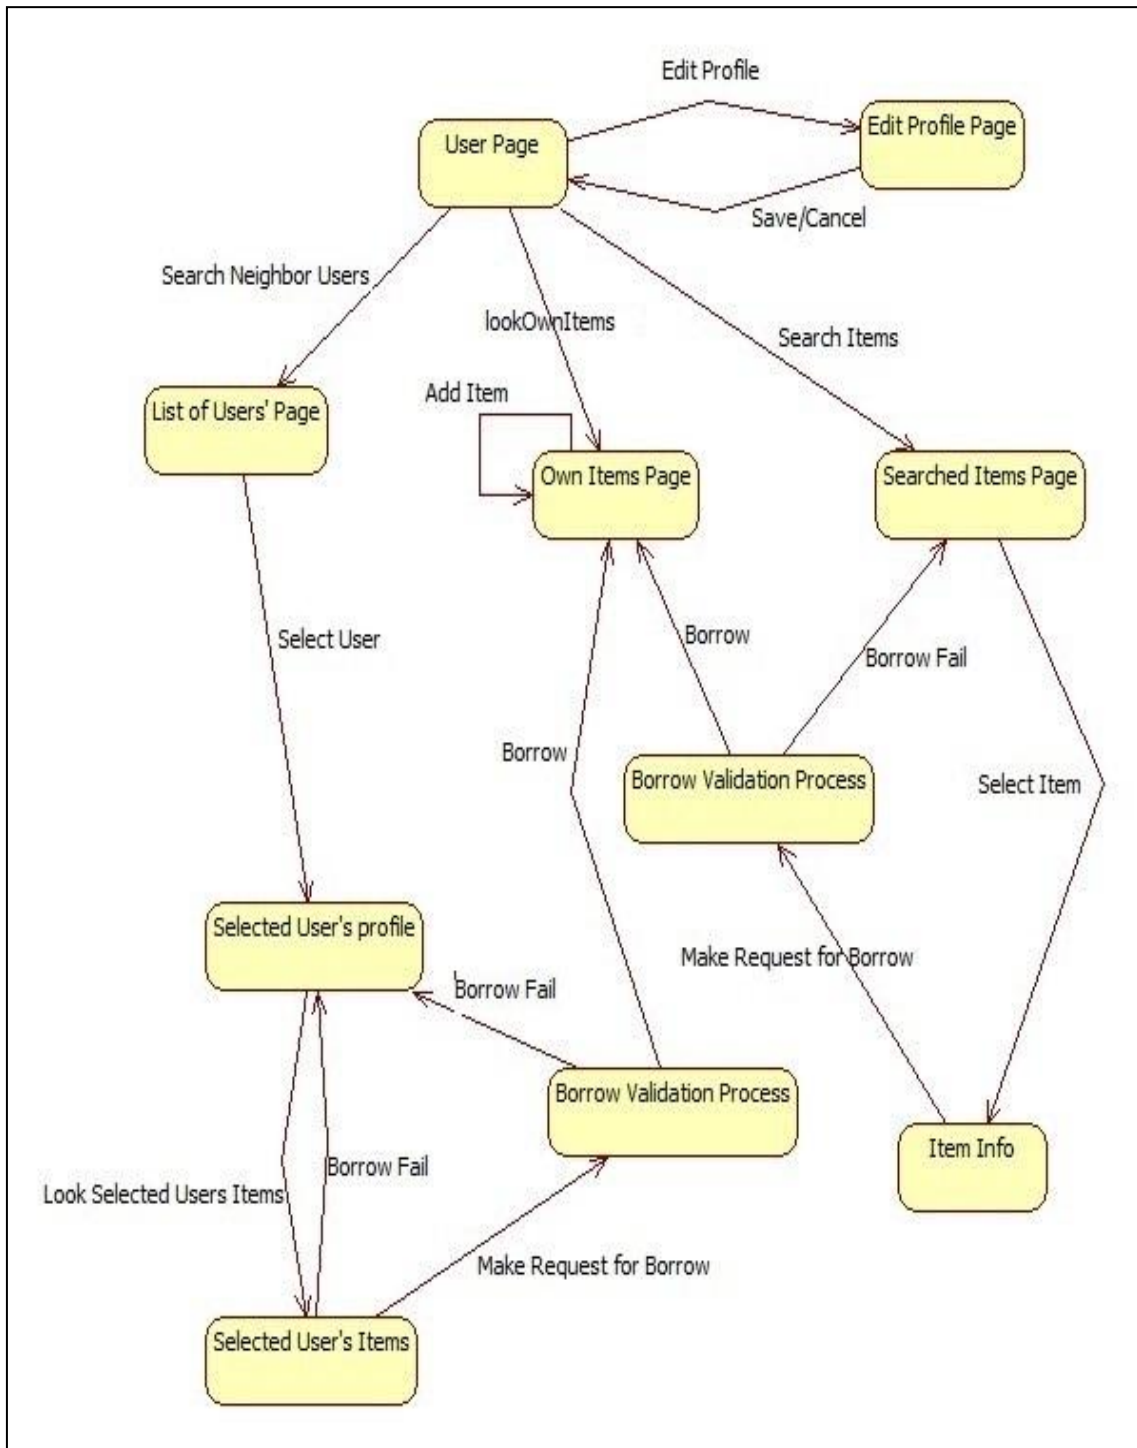 Edit Profile
Edit Profile Page
User Page
Save/Cancel
Search Neighbor Users
lookOwnItems
Search Items
Add Item
List of Users' Page
Own Items Page
Searched Items Page
Select User
Borrow
Borrow Fail
Borrow
Borrow Validation Process
Select Item
Selected User's profile
Make Request for Borrow
Borrow Fail
Borrow Validation Process
Item Info
Borrow Fail
Look Selected Users Items
Make Request for Borrow
Selected User's Items